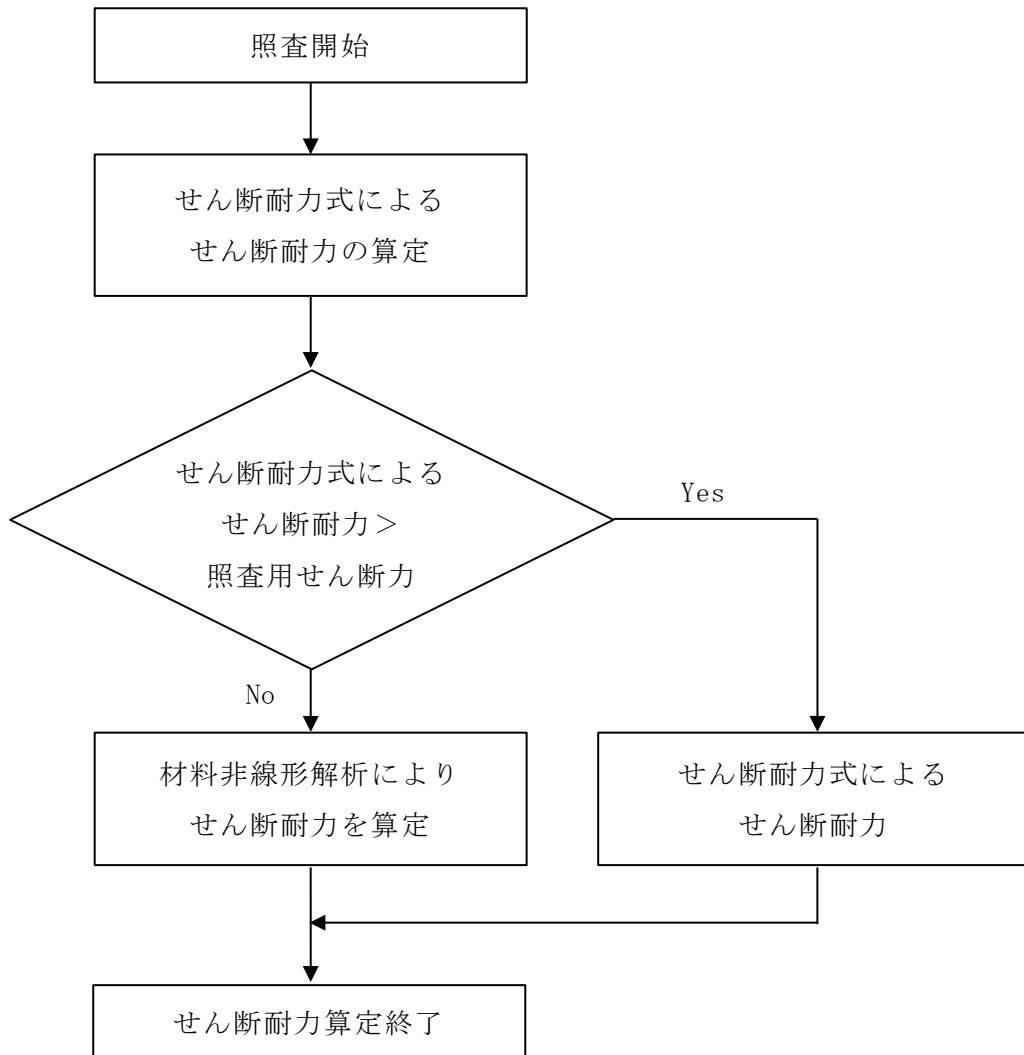 照査開始
せん断耐力式による
せん断耐力の算定
せん断耐力式による
せん断耐力＞
照査用せん断力
Yes
No
材料非線形解析により
せん断耐力を算定
せん断耐力式による
せん断耐力
せん断耐力算定終了